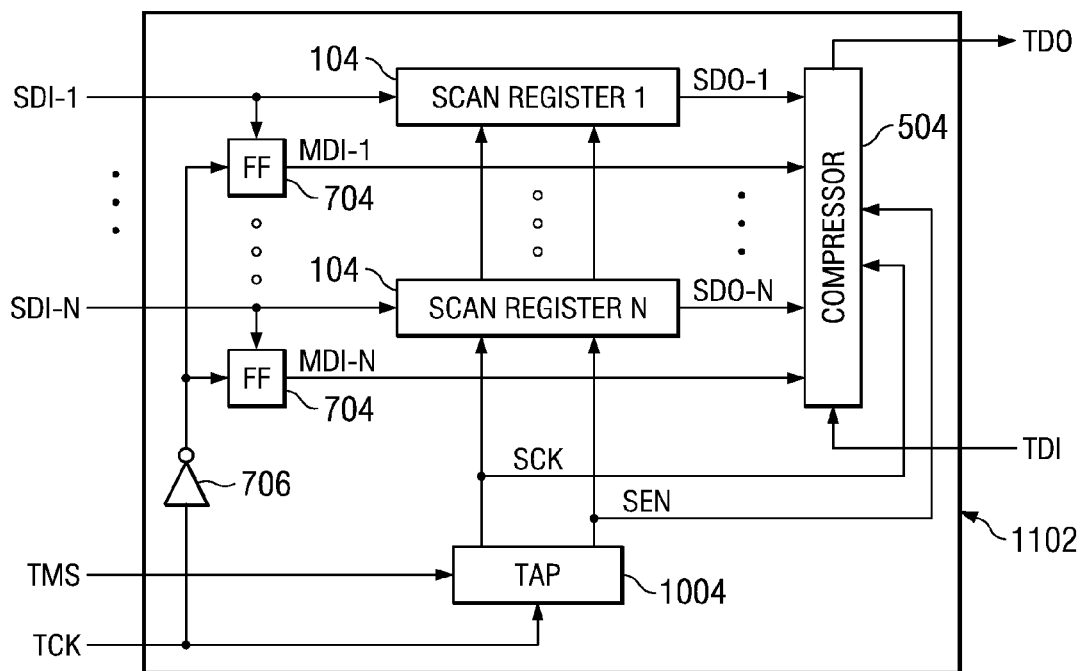 TDO
104
SDI-1
SCAN REGISTER 1
SDO-1
504
FF
MDI-1
704
COMPRESSOR
104
SDI-N
SCAN REGISTER N
SDO-N
FF
MDI-N
704
TDI
SCK
706
SEN
1102
TMS
TAP
1004
TCK